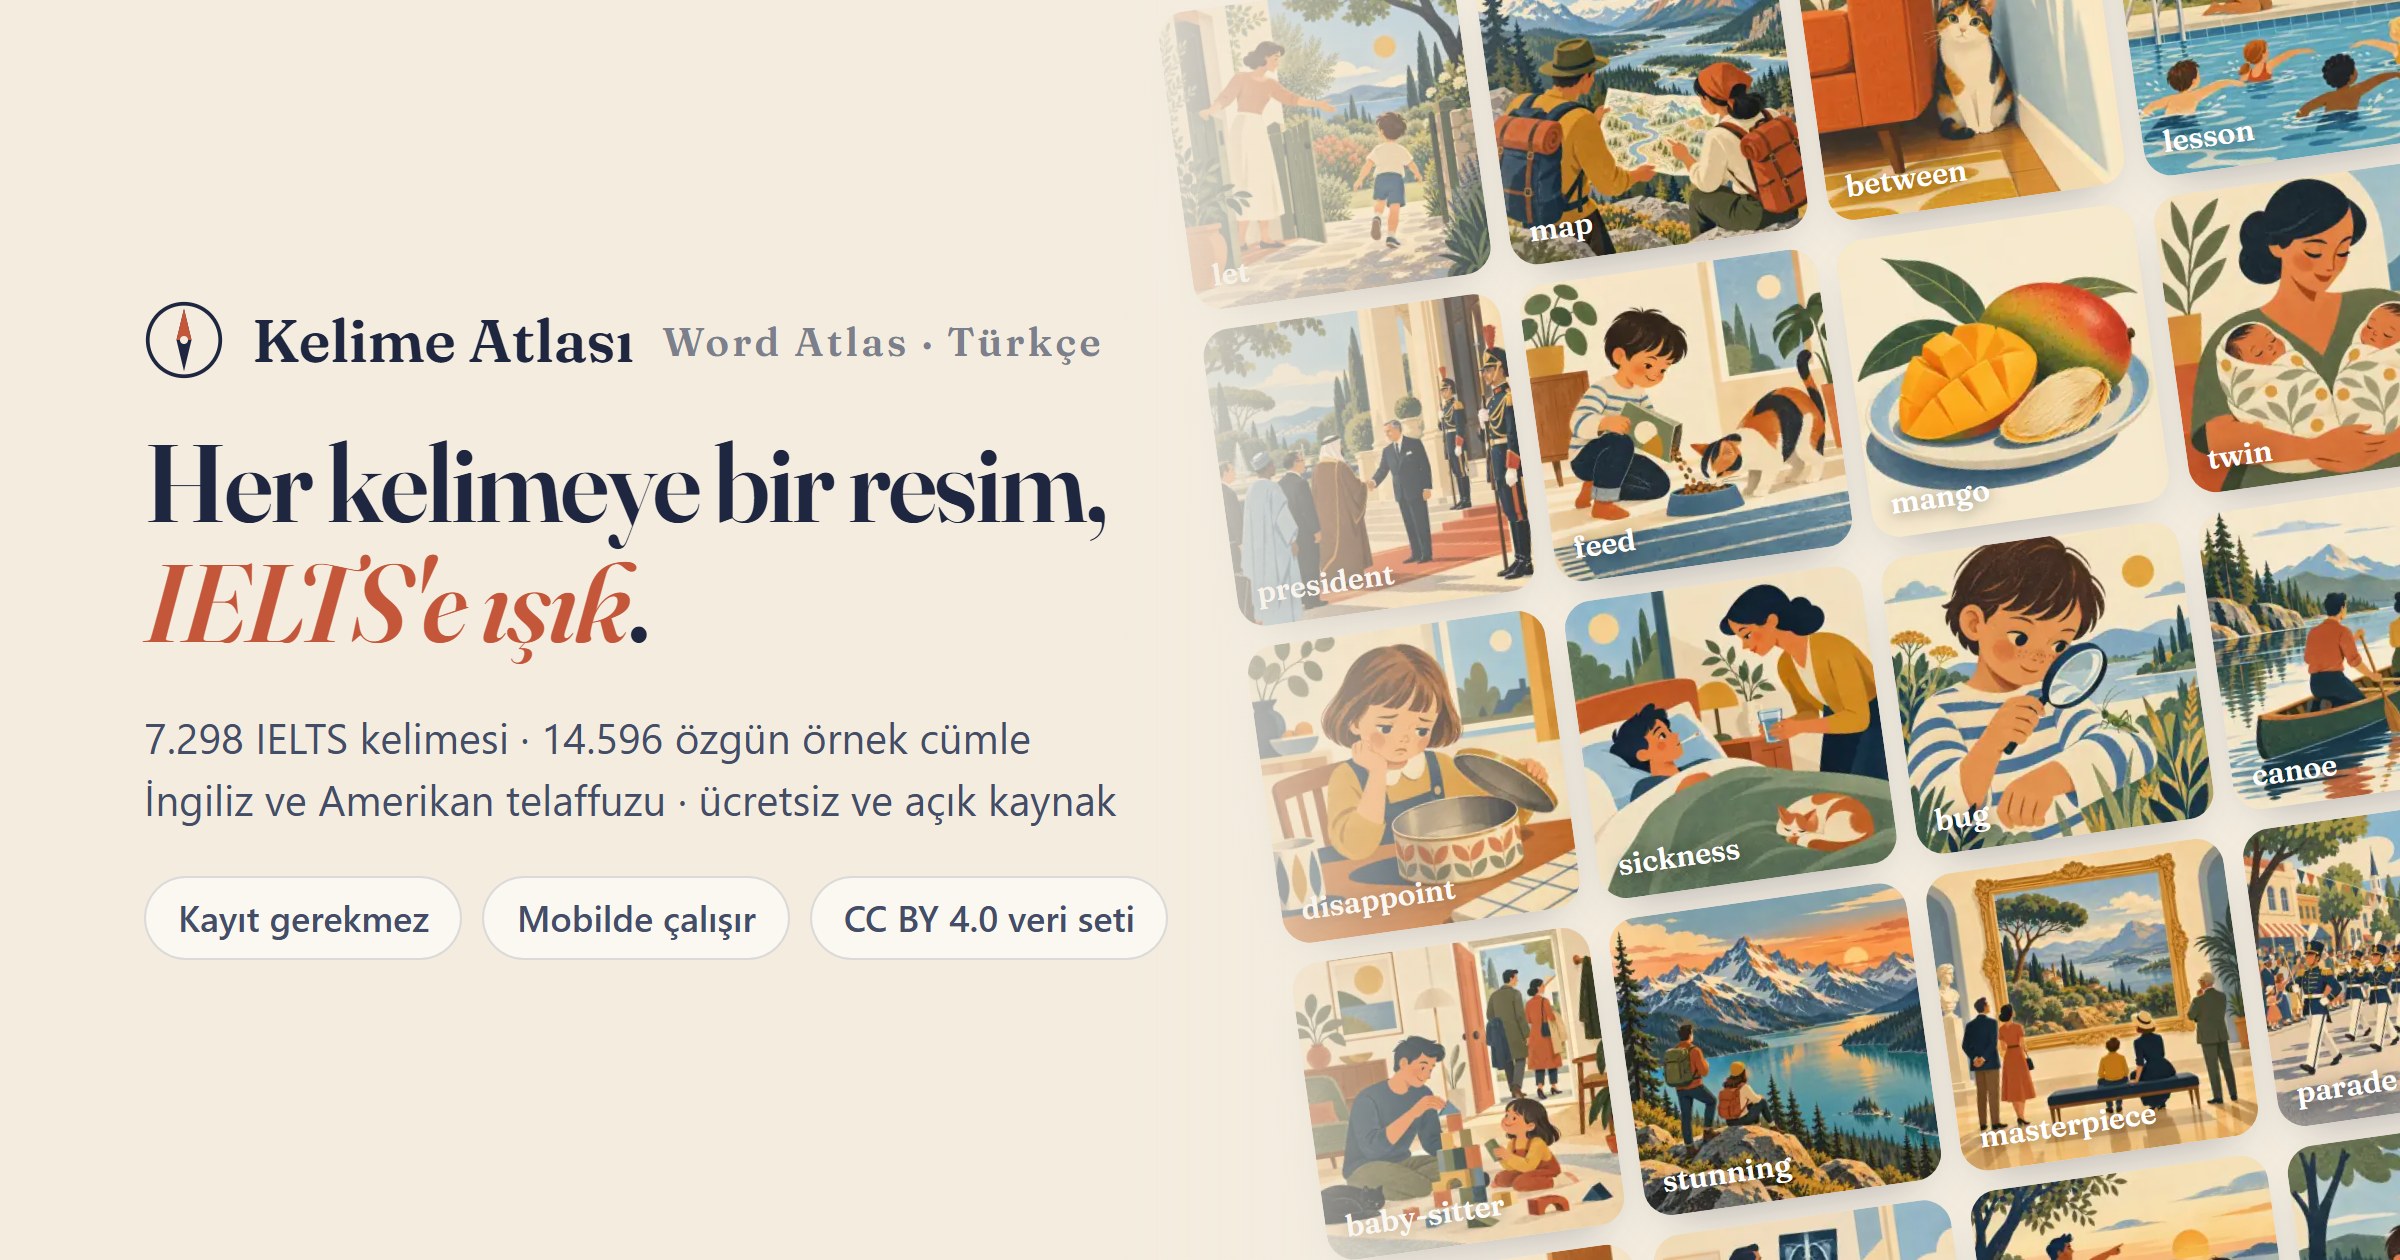 Kelime Atlası Word Atlas · Türkçe
Her kelimeye bir resim,
IELTS'e ışık.
7.298 IELTS kelimesi · 14.596 özgün örnek cümle
İngiliz ve Amerikan telaffuzu · ücretsiz ve açık kaynak
Kayıt gerekmez
Mobilde çalışır
CC BY 4.0 veri seti
let
map
between
lesson
president
feed
mango
twin
disappoint
sickness
bug
canoe
baby-sitter
stunning
masterpiece
parade